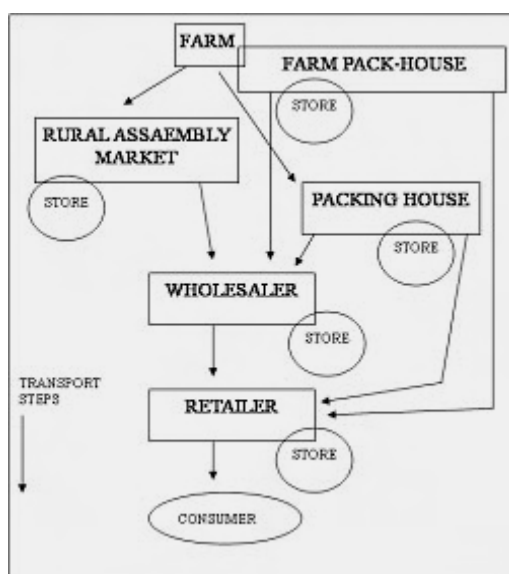 FARM
FARM PACK-HOUSE
STORE
RURAL ASSAEMBLY
MARKET
STORE
PACKING HOUSE
STORE
WHOLESALER
STORE
TRANSPORT
STEPS
RETAILER
STORE
CONSUMER